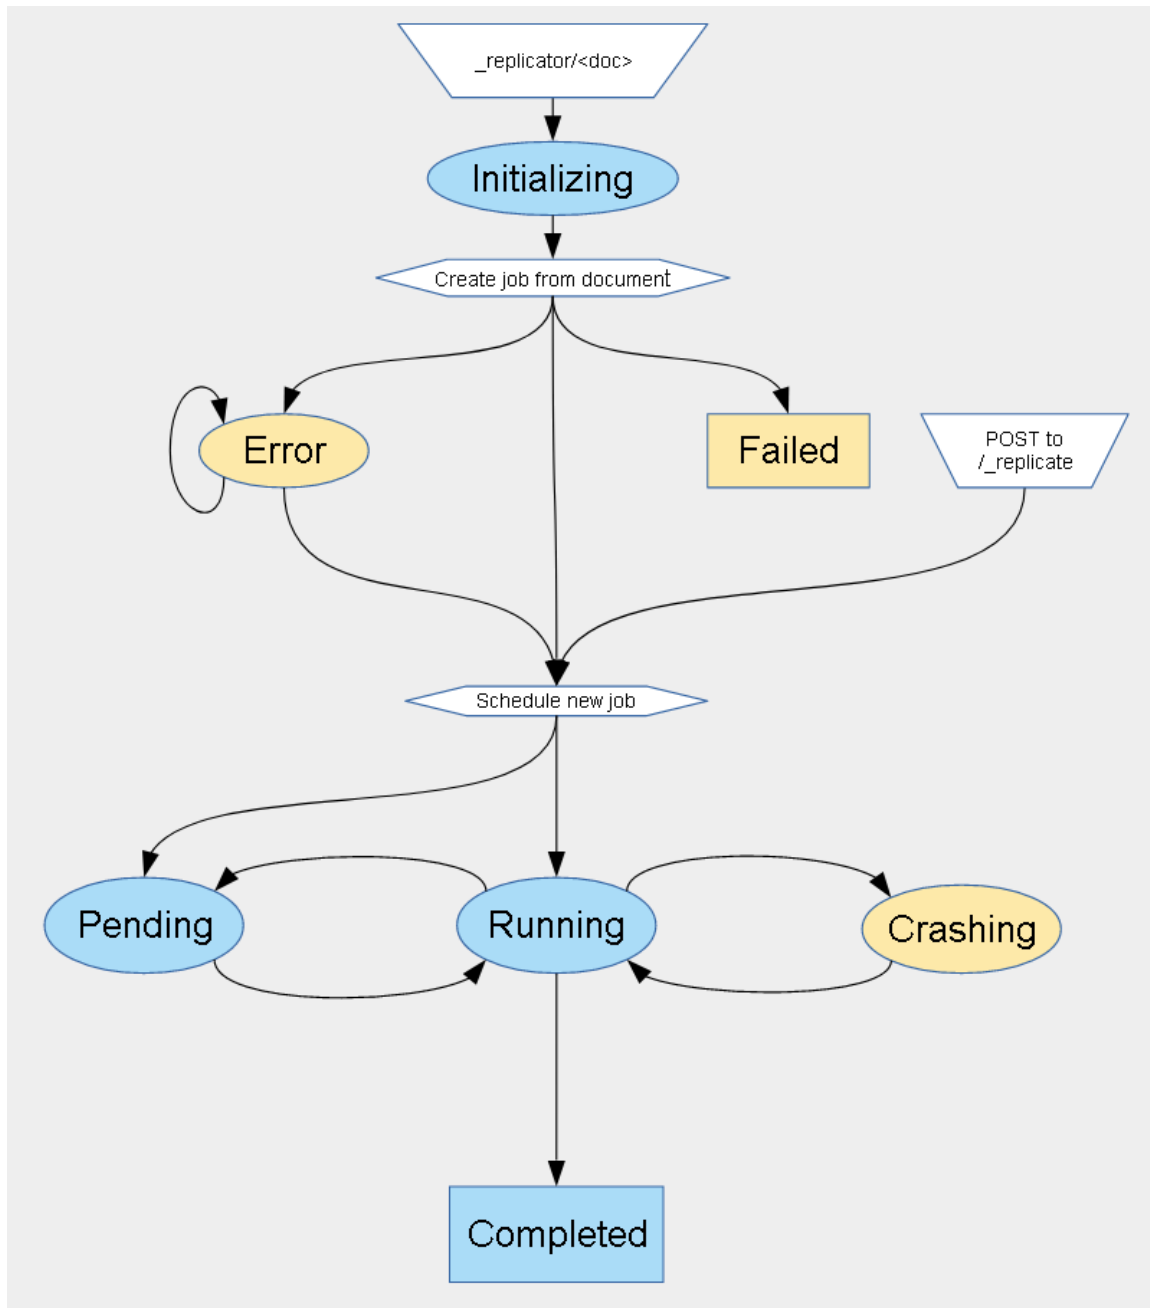 _replicator/<doc>
Initializing
Create job from document
Error
Failed
POST to
/_replicate
Schedule new job
Pending
Running
Crashing
Completed